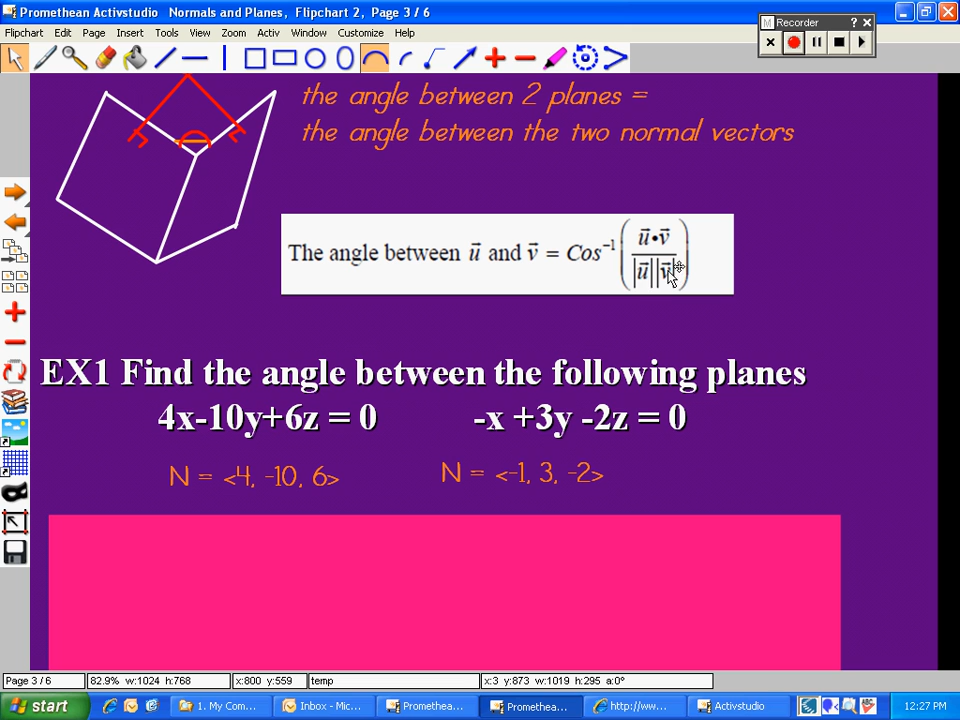 Promethean Activstudio   Normals and Planes,  Flipchart 2,  Page 3 / 6
Recorder
? ×
Flipchart Edit Page Insert Tools View Zoom Activ Window Customize Help
the angle between 2 planes =
the angle between the two normal vectors
The angle between u⃗ and v⃗ = Cos⁻¹ ( u⃗•v⃗ / |u⃗||v⃗| )
EX1 Find the angle between the following planes
4x-10y+6z = 0 -x +3y -2z = 0
N = <4, -10, 6> N = <-1, 3, -2>
Page 3 / 6 82.9% w:1024 h:768 x:800 y:559 temp x:3 y:873 w:1019 h:295 a:0°
start 1. My Com... Inbox - Mic... Promethea... Promethea... http://ww... Activstudio 12:27 PM